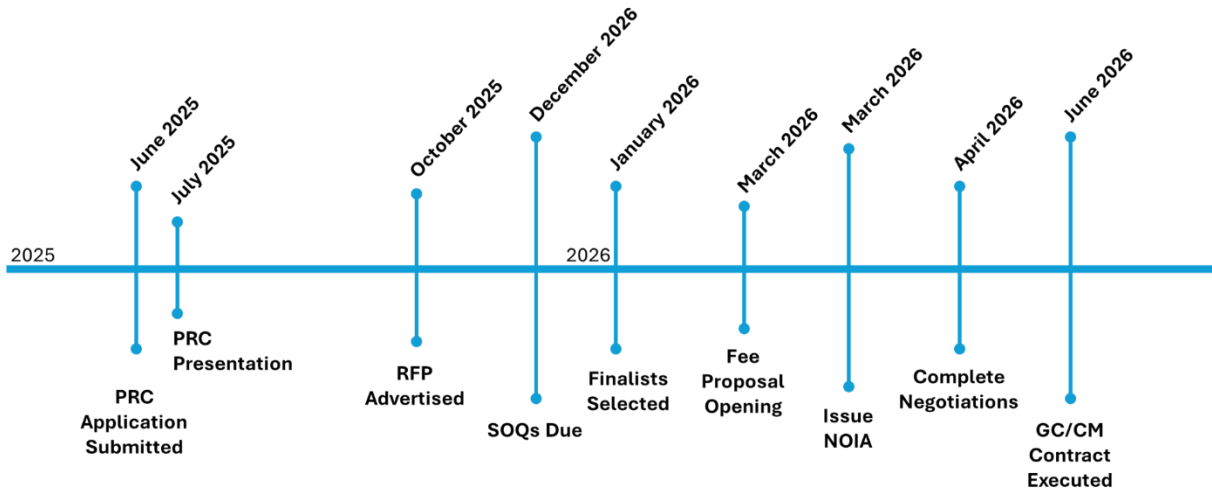 June 2025
July 2025
October 2025
December 2026
January 2026
March 2026
March 2026
April 2026
June 2026
2025
2026
PRC
Application
Submitted
PRC
Presentation
RFP
Advertised
SOQs Due
Finalists
Selected
Fee
Proposal
Opening
Issue
NOIA
Complete
Negotiations
GC/CM
Contract
Executed